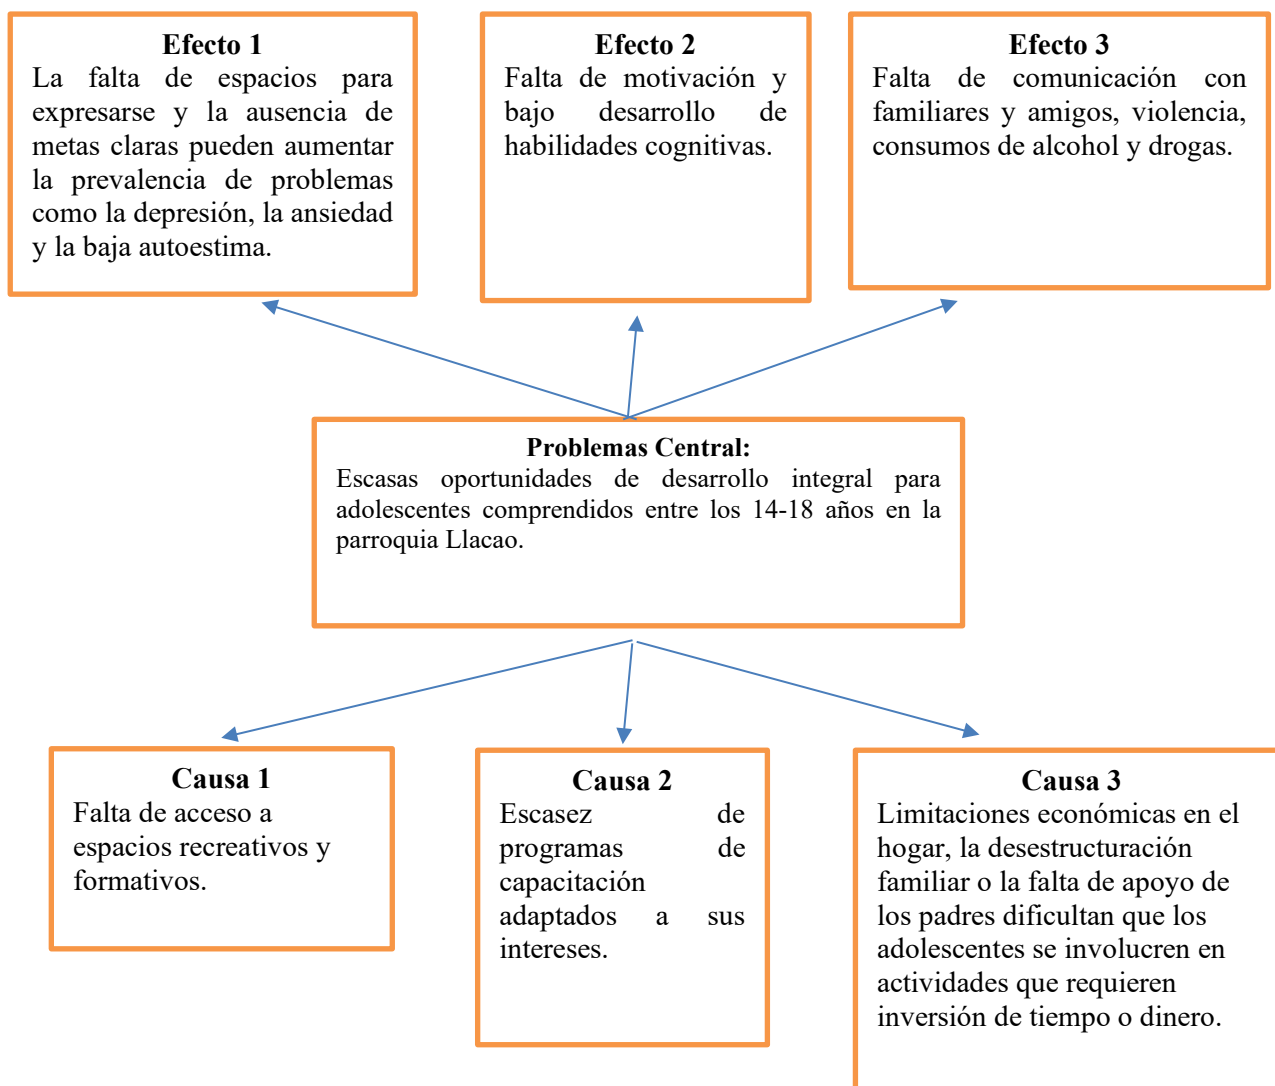 Efecto 1
La falta de espacios para
expresarse y la ausencia de
metas claras pueden aumentar
la prevalencia de problemas
como la depresión, la ansiedad
y la baja autoestima.
Efecto 2
Falta de motivación y
bajo desarrollo de
habilidades cognitivas.
Efecto 3
Falta de comunicación con
familiares y amigos, violencia,
consumos de alcohol y drogas.
Problemas Central:
Escasas oportunidades de desarrollo integral para
adolescentes comprendidos entre los 14-18 años en la
parroquia Llacao.
Causa 1
Falta de acceso a
espacios recreativos y
formativos.
Causa 2
Escasez de
programas de
capacitación
adaptados a sus
intereses.
Causa 3
Limitaciones económicas en el
hogar, la desestructuración
familiar o la falta de apoyo de
los padres dificultan que los
adolescentes se involucren en
actividades que requieren
inversión de tiempo o dinero.